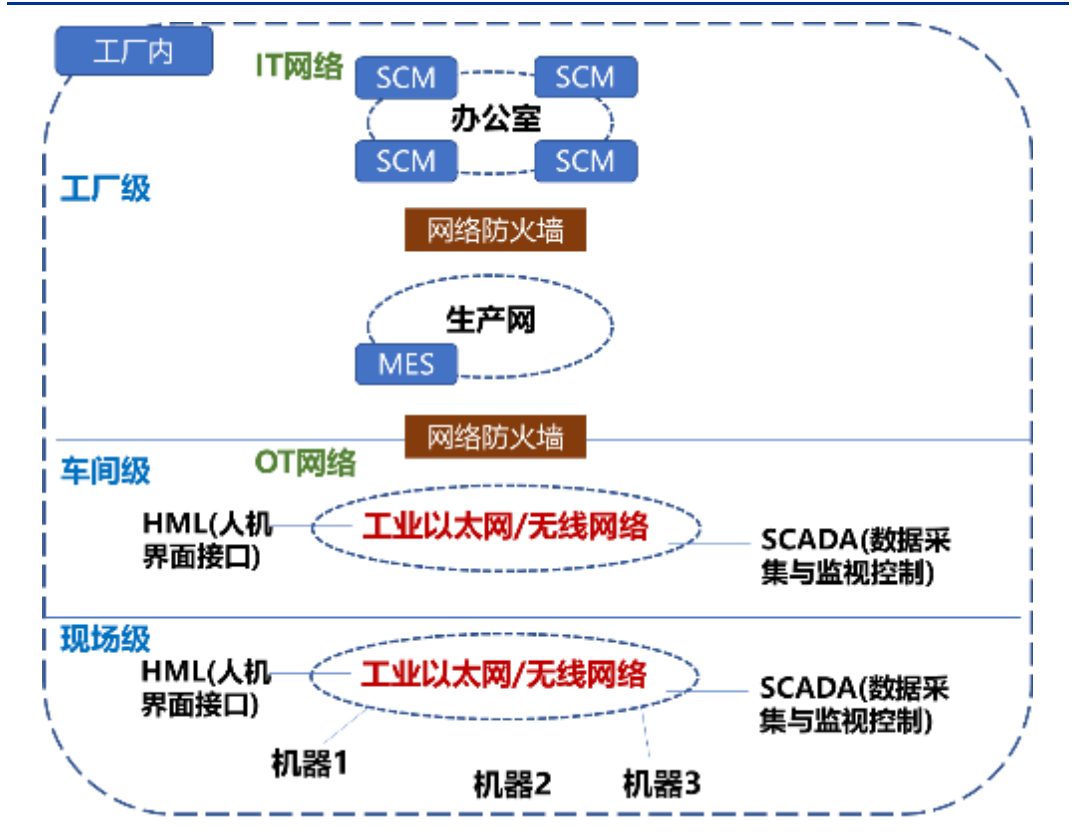 工厂内
IT网络
SCM
SCM
办公室
SCM
SCM
工厂级
网络防火墙
生产网
MES
网络防火墙
OT网络
车间级
HML(人机
界面接口)
工业以太网/无线网络
SCADA(数据采
集与监视控制)
现场级
HML(人机
界面接口)
工业以太网/无线网络
SCADA(数据采
集与监视控制)
机器1
机器2
机器3